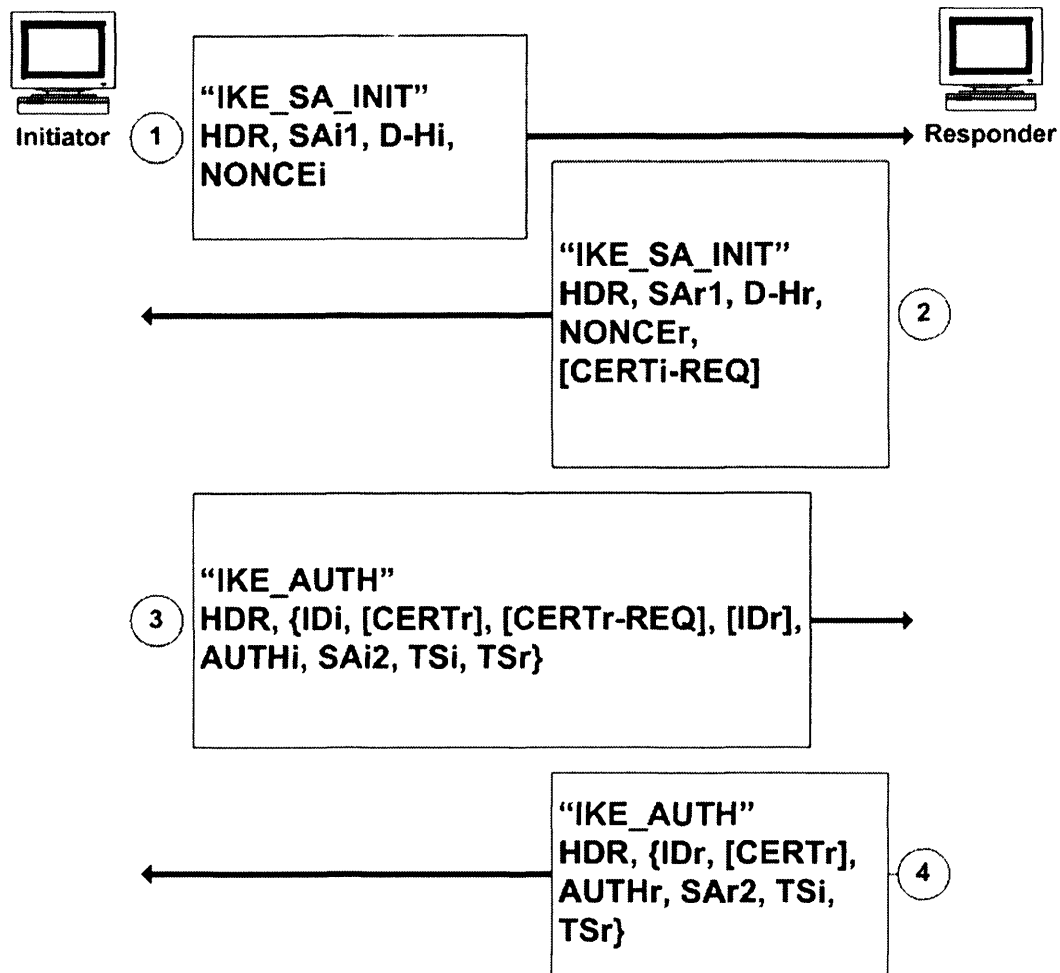 Initiator
1
“IKE_SA_INIT”
HDR, SAi1, D-Hi,
NONCEi
Responder
“IKE_SA_INIT”
HDR, SAr1, D-Hr,
NONCEr,
[CERTi-REQ]
2
3
“IKE_AUTH”
HDR, {IDi, [CERTr], [CERTr-REQ], [IDr],
AUTHi, SAi2, TSi, TSr}
“IKE_AUTH”
HDR, {IDr, [CERTr],
AUTHr, SAr2, TSi,
TSr}
4